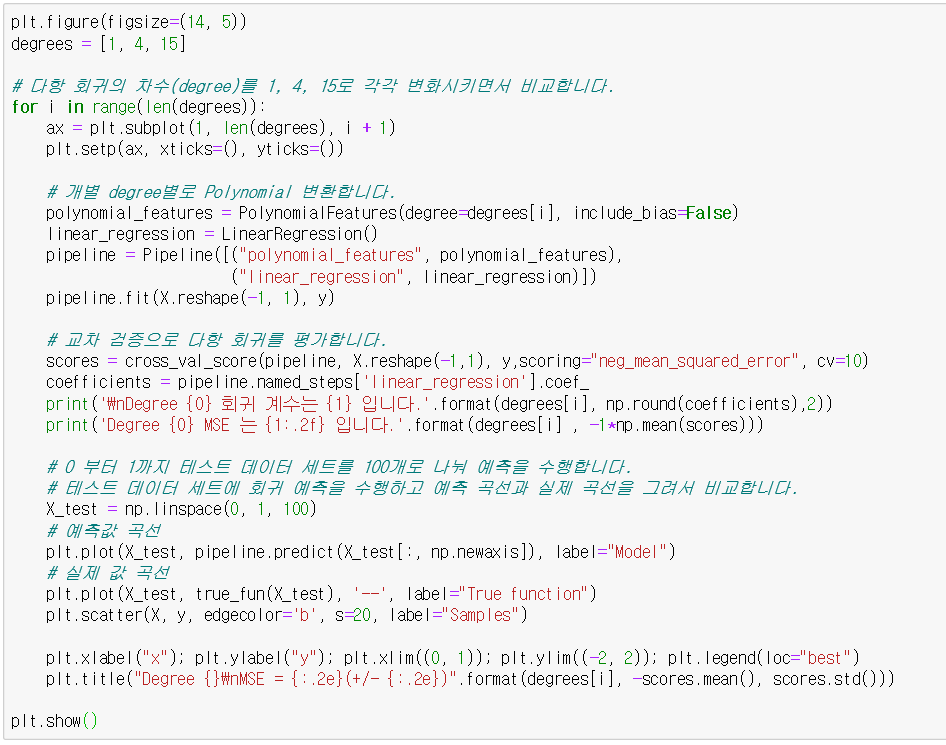 plt.figure(figsize=(14, 5))
degrees = [1, 4, 15]
# 다항 회귀의 차수(degree)를 1, 4, 15로 각각 변화시키면서 비교합니다.
for i in range(len(degrees)):
    ax = plt.subplot(1, len(degrees), i + 1)
    plt.setp(ax, xticks=(), yticks=())
    # 개별 degree별로 Polynomial 변환합니다.
    polynomial_features = PolynomialFeatures(degree=degrees[i], include_bias=False)
    linear_regression = LinearRegression()
    pipeline = Pipeline([("polynomial_features", polynomial_features),
                         ("linear_regression", linear_regression)])
    pipeline.fit(X.reshape(-1, 1), y)
    # 교차 검증으로 다항 회귀를 평가합니다.
    scores = cross_val_score(pipeline, X.reshape(-1,1), y,scoring="neg_mean_squared_error", cv=10)
    coefficients = pipeline.named_steps['linear_regression'].coef_
    print('₩nDegree {0} 회귀 계수는 {1} 입니다.'.format(degrees[i], np.round(coefficients),2))
    print('Degree {0} MSE 는 {1:.2f} 입니다.'.format(degrees[i] , -1*np.mean(scores)))
    # 0 부터 1까지 테스트 데이터 세트를 100개로 나눠 예측을 수행합니다.
    # 테스트 데이터 세트에 회귀 예측을 수행하고 예측 곡선과 실제 곡선을 그려서 비교합니다.
    X_test = np.linspace(0, 1, 100)
    # 예측값 곡선
    plt.plot(X_test, pipeline.predict(X_test[:, np.newaxis]), label="Model")
    # 실제 값 곡선
    plt.plot(X_test, true_fun(X_test), '--', label="True function")
    plt.scatter(X, y, edgecolor='b', s=20, label="Samples")
    plt.xlabel("x"); plt.ylabel("y"); plt.xlim((0, 1)); plt.ylim((-2, 2)); plt.legend(loc="best")
    plt.title("Degree {}₩nMSE = {:.2e}(+/- {:.2e})".format(degrees[i], -scores.mean(), scores.std()))
plt.show()